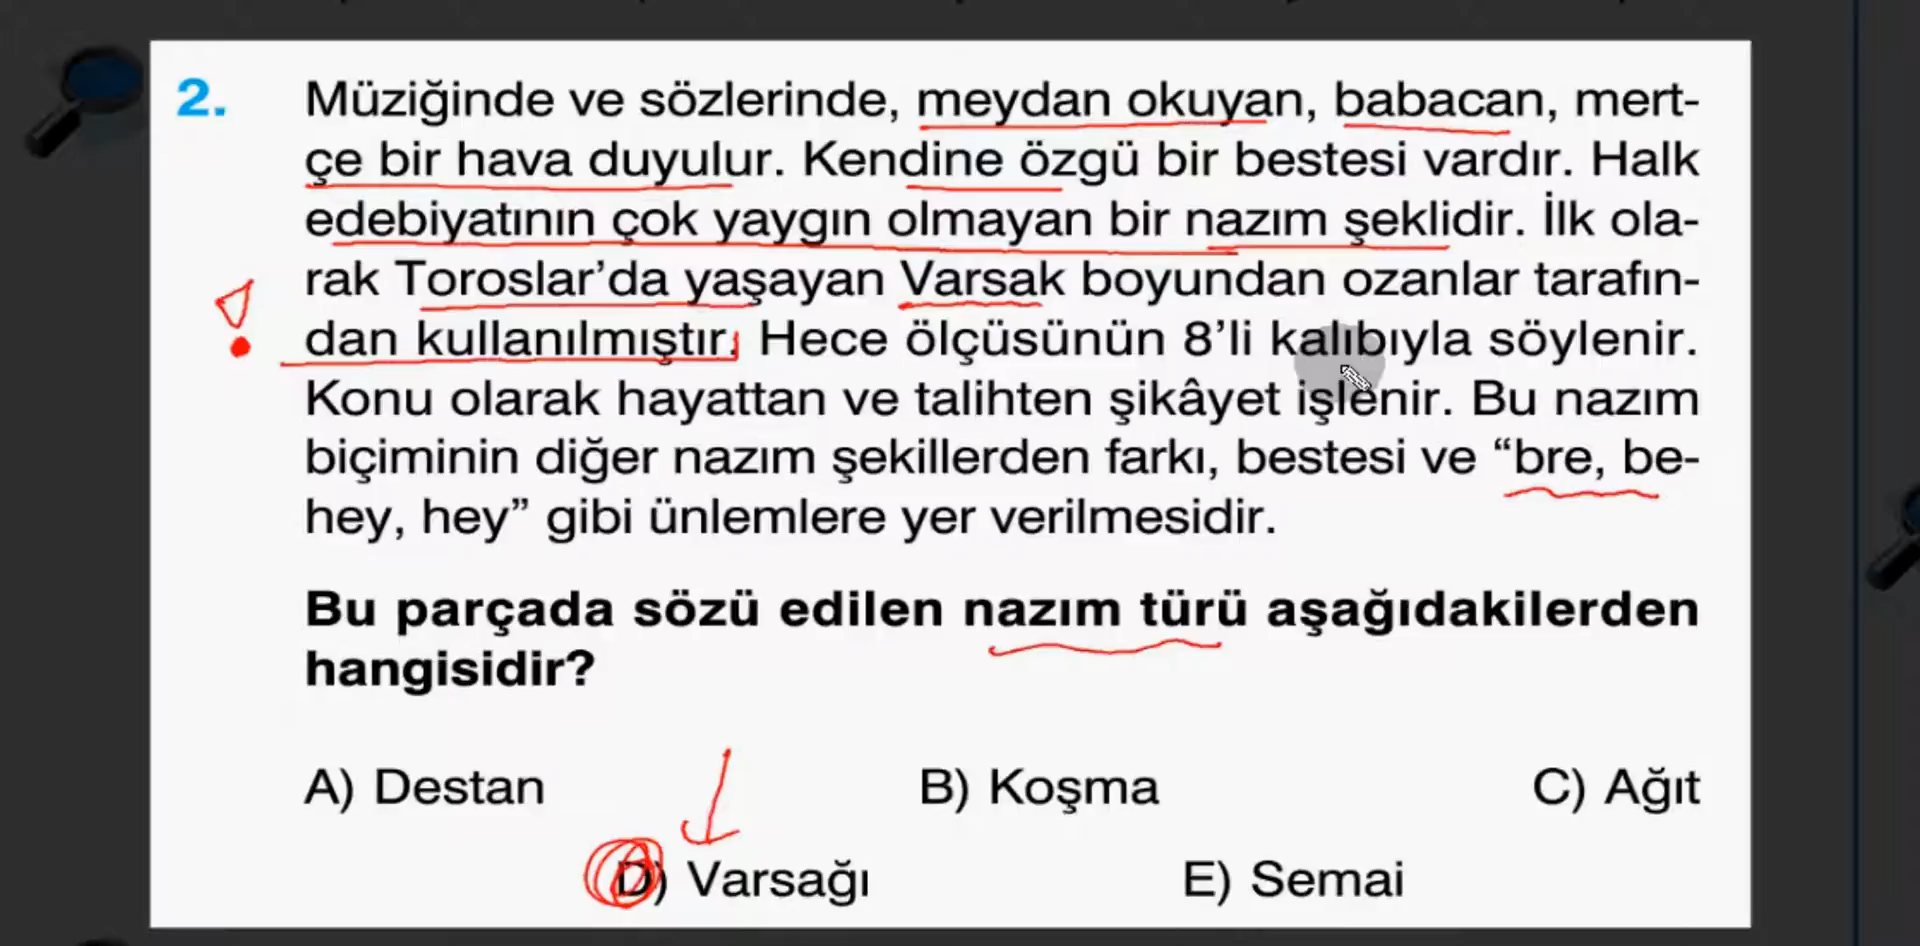 2. Müziğinde ve sözlerinde, meydan okuyan, babacan, mert-
çe bir hava duyulur. Kendine özgü bir bestesi vardır. Halk
edebiyatının çok yaygın olmayan bir nazım şeklidir. İlk ola-
rak Toroslar’da yaşayan Varsak boyundan ozanlar tarafın-
dan kullanılmıştır. Hece ölçüsünün 8’li kalıbıyla söylenir.
Konu olarak hayattan ve talihten şikâyet işlenir. Bu nazım
biçiminin diğer nazım şekillerden farkı, bestesi ve “bre, be-
hey, hey” gibi ünlemlere yer verilmesidir.
Bu parçada sözü edilen nazım türü aşağıdakilerden
hangisidir?
A) Destan B) Koşma C) Ağıt
D) Varsağı E) Semai